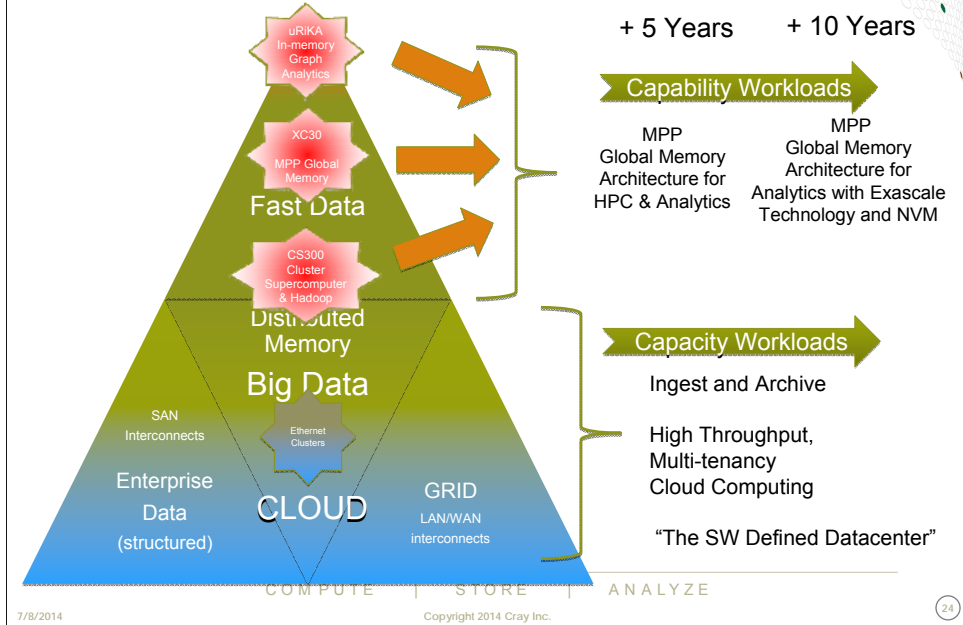 uRiKA
In-memory
Graph
Analytics
XC30
MPP Global
Memory
Fast Data
CS300
Cluster
Supercomputer
& Hadoop
Distributed
Memory
Big Data
Ethernet
Clusters
SAN
Interconnects
Enterprise
Data
(structured)
CLOUD
GRID
LAN/WAN
interconnects
+ 5 Years
+ 10 Years
Capability Workloads
MPP
Global Memory
Architecture for
HPC & Analytics
MPP
Global Memory
Architecture for
Analytics with Exascale
Technology and NVM
Capacity Workloads
Ingest and Archive
High Throughput,
Multi-tenancy
Cloud Computing
“The SW Defined Datacenter”
COMPUTE | STORE | ANALYZE
7/8/2014
Copyright 2014 Cray Inc.
24